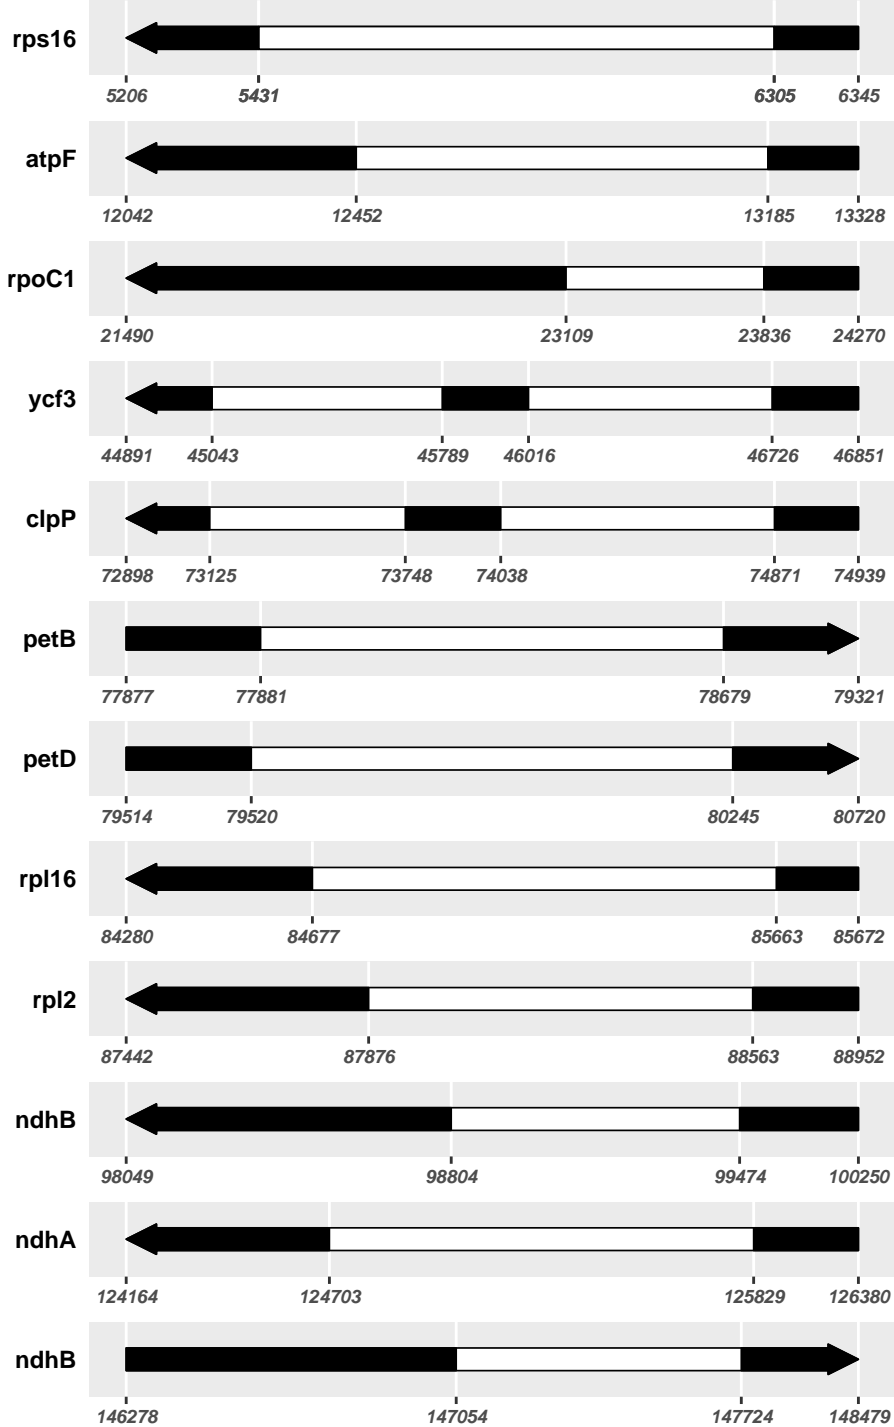 rps16
5206 5431 6305 6345
atpF
12042 12452 13185 13328
rpoC1
21490 23109 23836 24270
ycf3
44891 45043 45789 46016 46726 46851
clpP
72898 73125 73748 74038 74871 74939
petB
77877 77881 78679 79321
petD
79514 79520 80245 80720
rpl16
84280 84677 85663 85672
rpl2
87442 87876 88563 88952
ndhB
98049 98804 99474 100250
ndhA
124164 124703 125829 126380
ndhB
146278 147054 147724 148479